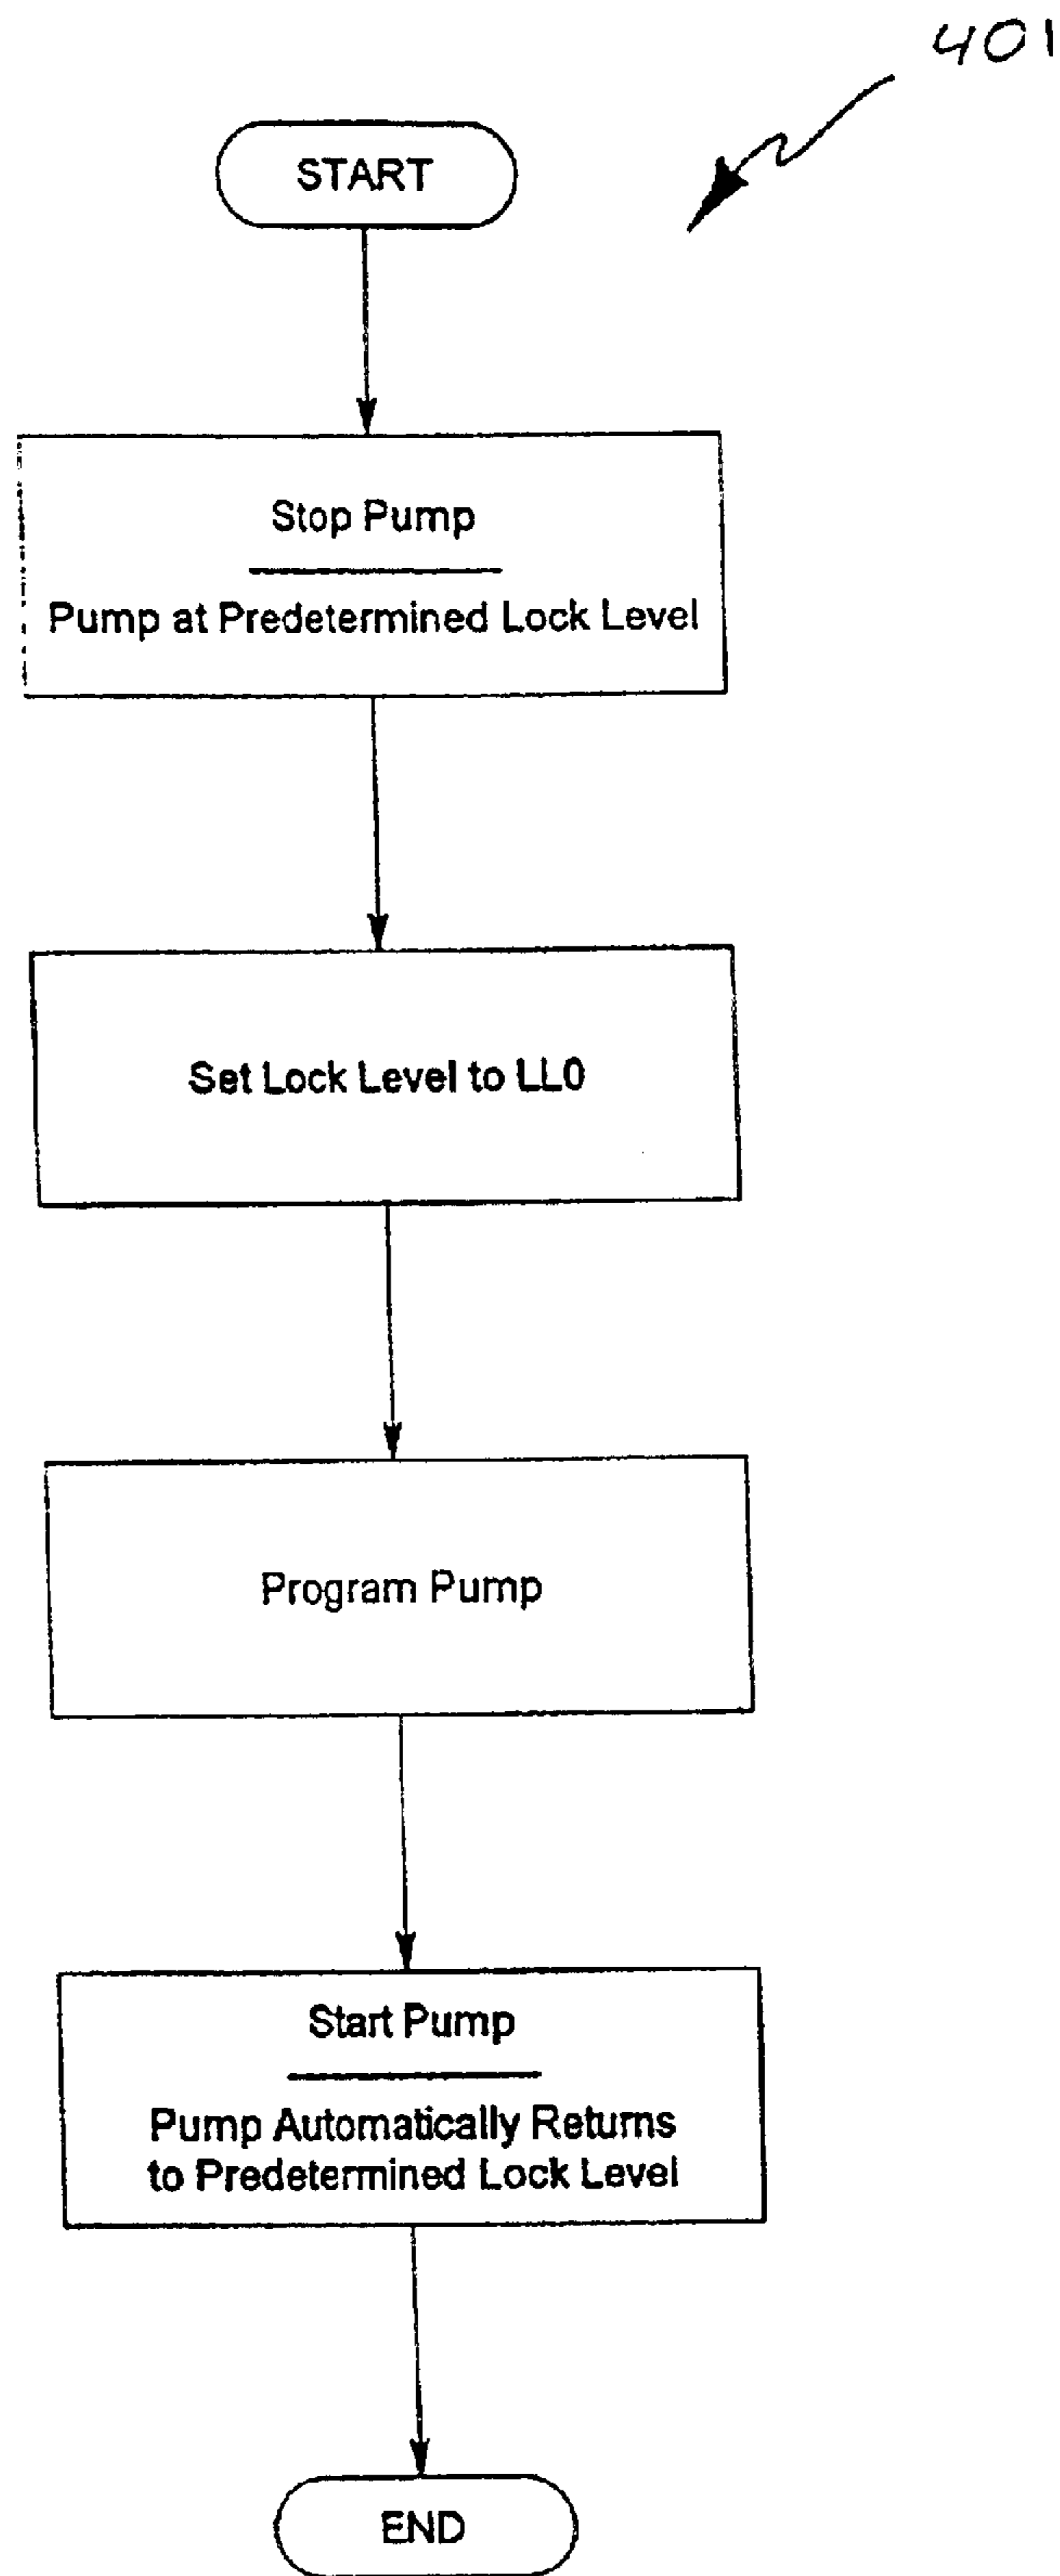 401
START
Stop Pump
Pump at Predetermined Lock Level
Set Lock Level to LL0
Program Pump
Start Pump
Pump Automatically Returns
to Predetermined Lock Level
END